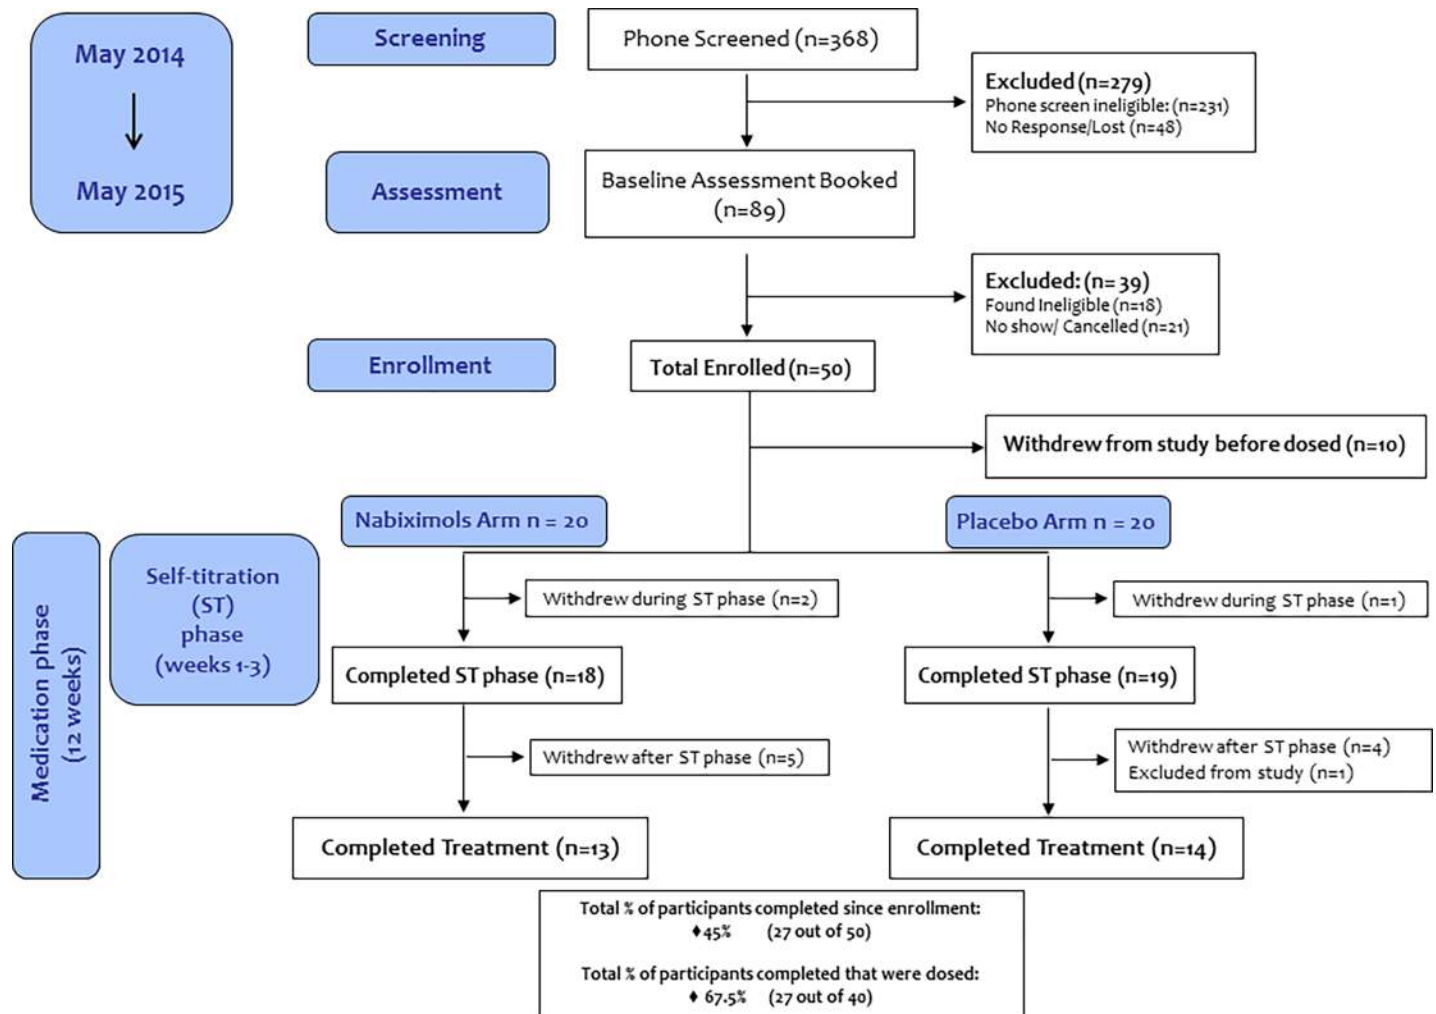 May 2014
May 2015
Screening
Phone Screened (n=368)
Excluded (n=279)
Phone screen ineligible: (n=231)
No Response/Lost (n=48)
Assessment
Baseline Assessment Booked
(n=89)
Excluded: (n= 39)
Found Ineligible (n=18)
No show/ Cancelled (n=21)
Enrollment
Total Enrolled (n=50)
Withdrew from study before dosed (n=10)
Nabiximols Arm n = 20
Placebo Arm n = 20
Medication phase
(12 weeks)
Self-titration
(ST)
phase
(weeks 1-3)
Withdrew during ST phase (n=2)
Withdrew during ST phase (n=1)
Completed ST phase (n=18)
Completed ST phase (n=19)
Withdrew after ST phase (n=5)
Withdrew after ST phase (n=4)
Excluded from study (n=1)
Completed Treatment (n=13)
Completed Treatment (n=14)
Total % of participants completed since enrollment:
♦45% (27 out of 50)
Total % of participants completed that were dosed:
♦ 67.5% (27 out of 40)